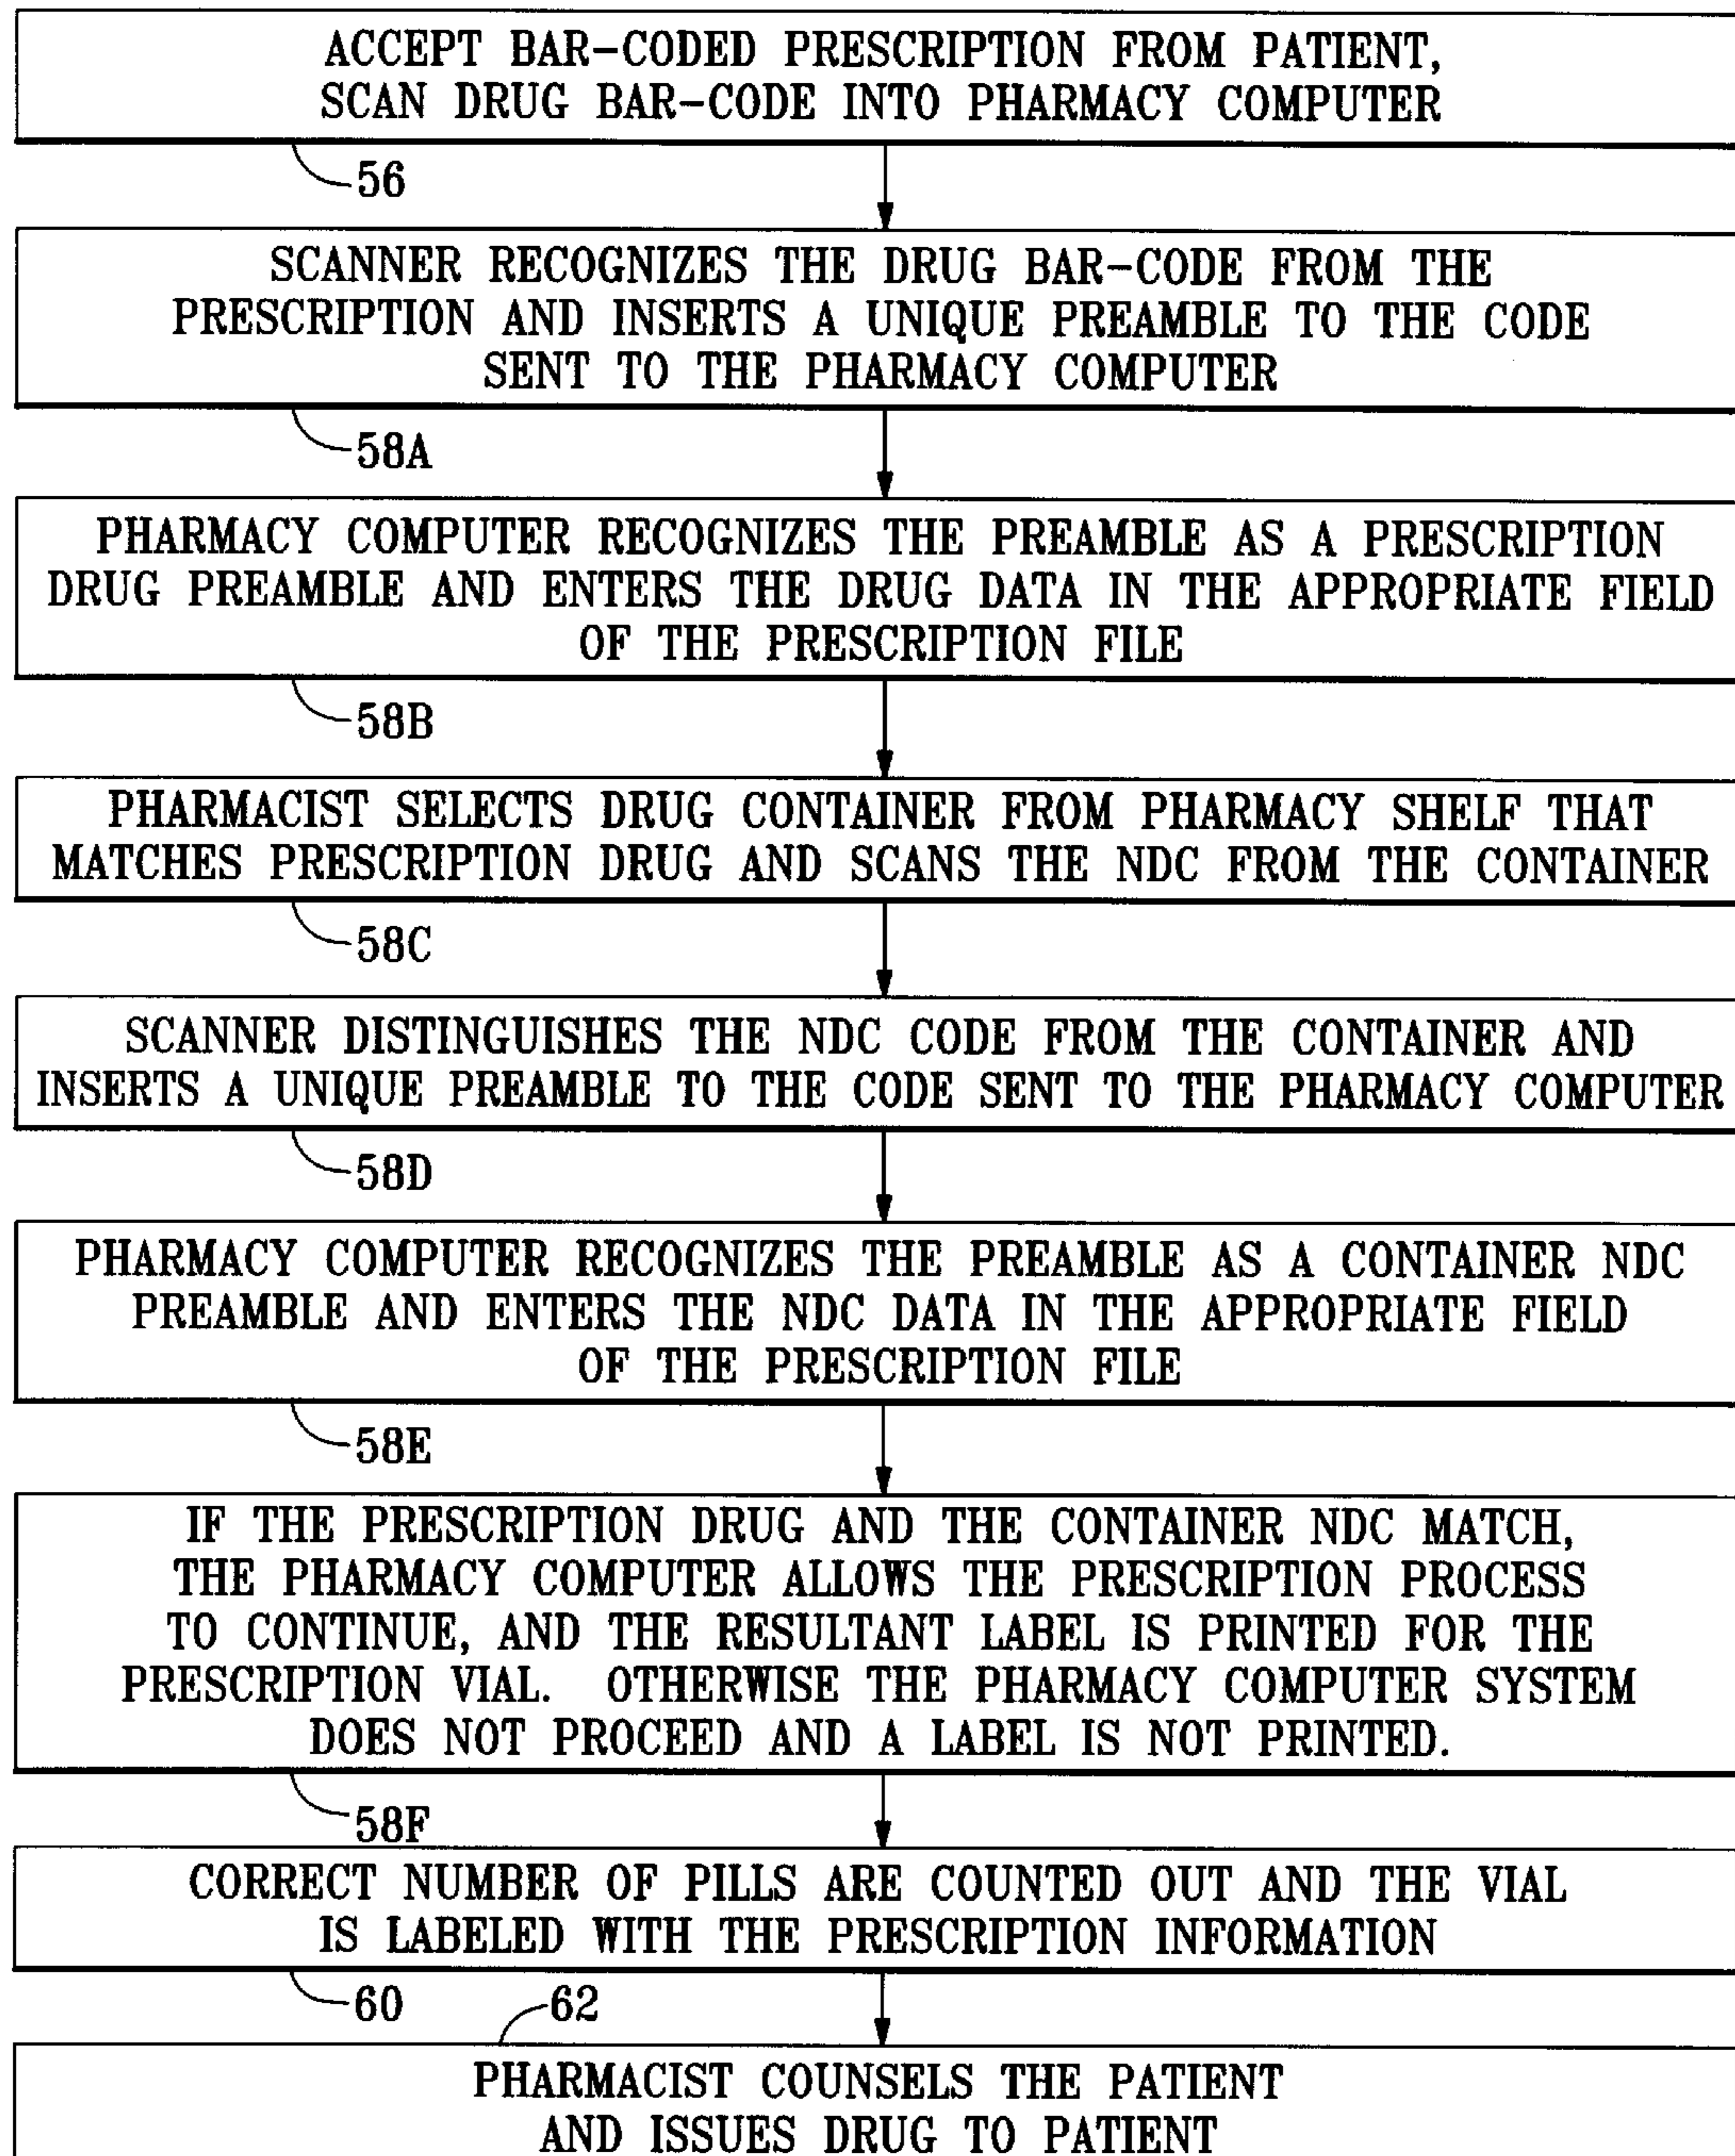 ACCEPT BAR-CODED PRESCRIPTION FROM PATIENT,
SCAN DRUG BAR-CODE INTO PHARMACY COMPUTER
56
SCANNER RECOGNIZES THE DRUG BAR-CODE FROM THE
PRESCRIPTION AND INSERTS A UNIQUE PREAMBLE TO THE CODE
SENT TO THE PHARMACY COMPUTER
58A
PHARMACY COMPUTER RECOGNIZES THE PREAMBLE AS A PRESCRIPTION
DRUG PREAMBLE AND ENTERS THE DRUG DATA IN THE APPROPRIATE FIELD
OF THE PRESCRIPTION FILE
58B
PHARMACIST SELECTS DRUG CONTAINER FROM PHARMACY SHELF THAT
MATCHES PRESCRIPTION DRUG AND SCANS THE NDC FROM THE CONTAINER
58C
SCANNER DISTINGUISHES THE NDC CODE FROM THE CONTAINER AND
INSERTS A UNIQUE PREAMBLE TO THE CODE SENT TO THE PHARMACY COMPUTER
58D
PHARMACY COMPUTER RECOGNIZES THE PREAMBLE AS A CONTAINER NDC
PREAMBLE AND ENTERS THE NDC DATA IN THE APPROPRIATE FIELD
OF THE PRESCRIPTION FILE
58E
IF THE PRESCRIPTION DRUG AND THE CONTAINER NDC MATCH,
THE PHARMACY COMPUTER ALLOWS THE PRESCRIPTION PROCESS
TO CONTINUE, AND THE RESULTANT LABEL IS PRINTED FOR THE
PRESCRIPTION VIAL. OTHERWISE THE PHARMACY COMPUTER SYSTEM
DOES NOT PROCEED AND A LABEL IS NOT PRINTED.
58F
CORRECT NUMBER OF PILLS ARE COUNTED OUT AND THE VIAL
IS LABELED WITH THE PRESCRIPTION INFORMATION
60
62
PHARMACIST COUNSELS THE PATIENT
AND ISSUES DRUG TO PATIENT